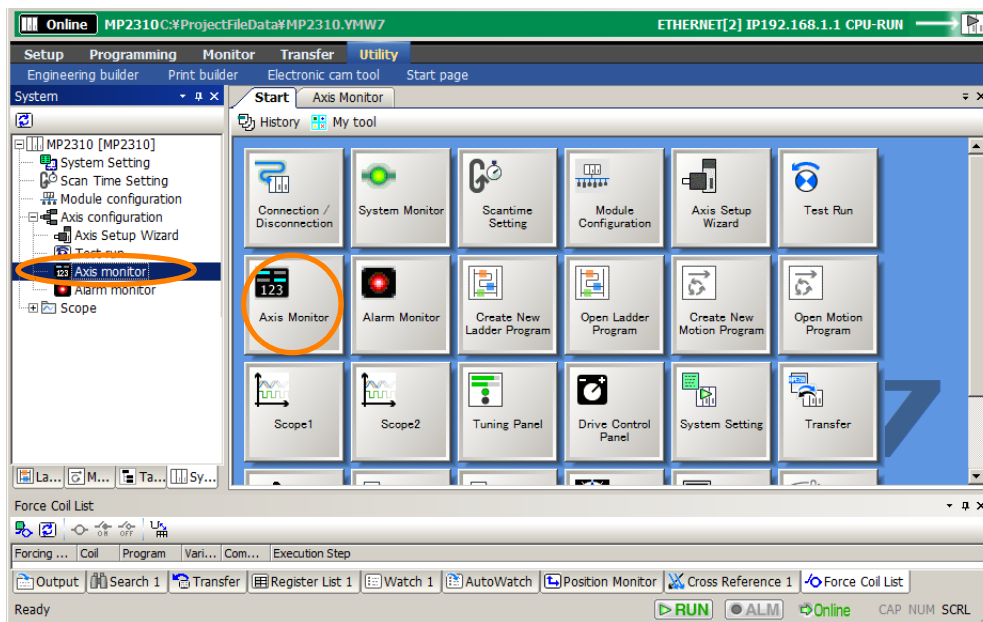 Online MP2310 C:¥ProjectFileData¥MP2310.YMW7 ETHERNET[2] IP192.168.1.1 CPU-RUN
Setup Programming Monitor Transfer Utility
Engineering builder Print builder Electronic cam tool Start page
System
Start Axis Monitor
History My tool
MP2310 [MP2310]
System Setting
Scan Time Setting
Module configuration
Axis configuration
Axis Setup Wizard
Test run
Axis monitor
Alarm monitor
Scope
Connection / Disconnection
System Monitor
Scantime Setting
Module Configuration
Axis Setup Wizard
Test Run
123
Axis Monitor
Alarm Monitor
Create New Ladder Program
Open Ladder Program
Create New Motion Program
Open Motion Program
Scope1
Scope2
Tuning Panel
Drive Control Panel
System Setting
Transfer
7
La... M... Ta... Sy...
Force Coil List
ON OFF
Forcing ... Coil Program Vari... Com... Execution Step
Output Search 1 Transfer Register List 1 Watch 1 AutoWatch Position Monitor Cross Reference 1 Force Coil List
Ready RUN ALM Online CAP NUM SCRL